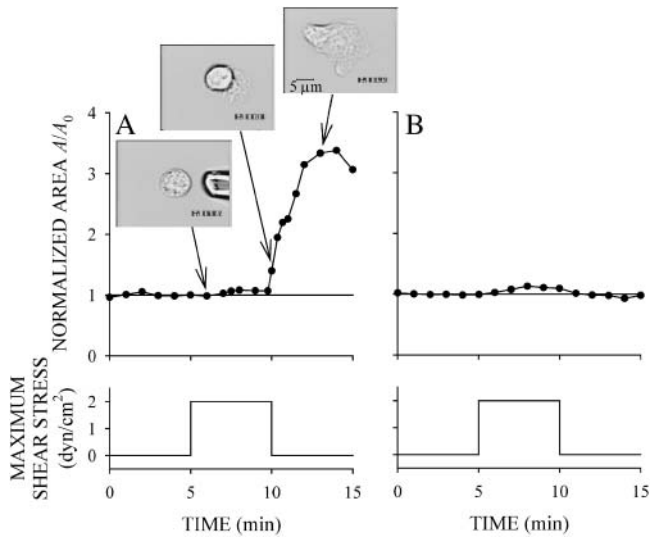 5 μm
A
B
NORMALIZED AREA A/A0
4
3
2
1
0
MAXIMUM
SHEAR STRESS
(dyn/cm2)
2
1
0
0 5 10 15
0 5 10 15
TIME (min)
TIME (min)